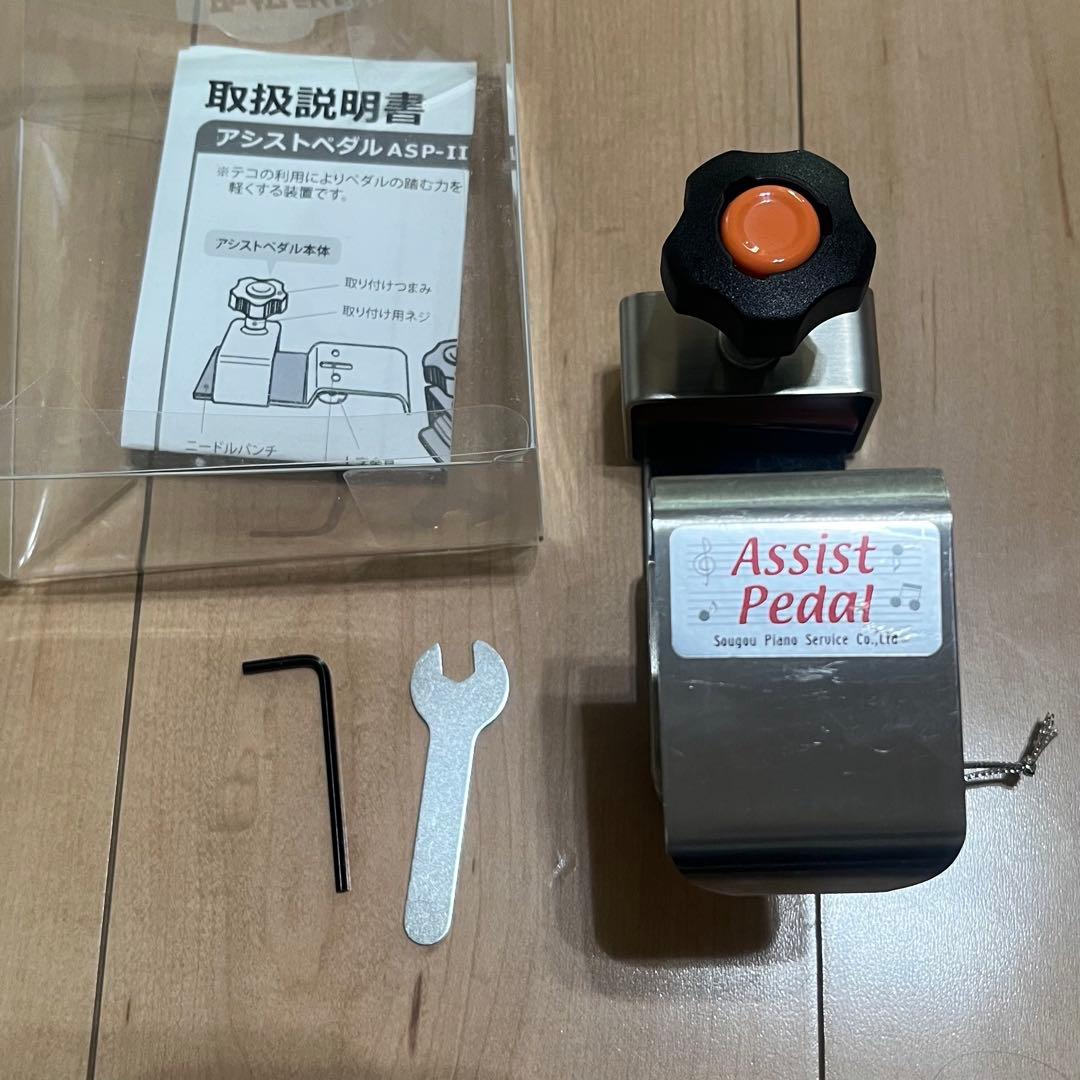 取扱説明書
アシストペダル ASP-II
※テコの利用によりペダルの踏む力を
軽くする装置です。
アシストペダル本体
取り付けつまみ
取り付け用ネジ
ニードルパンチ
Assist
Pedal
Sougou Piano Service Co.,Ltd